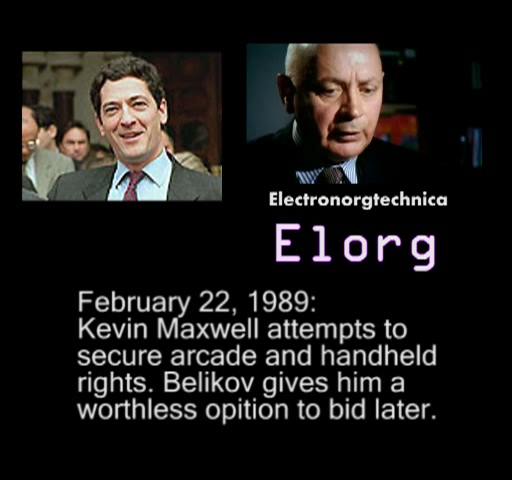 Electronorgtechnica
Elorg
February 22, 1989:
Kevin Maxwell attempts to
secure arcade and handheld
rights. Belikov gives him a
worthless opition to bid later.